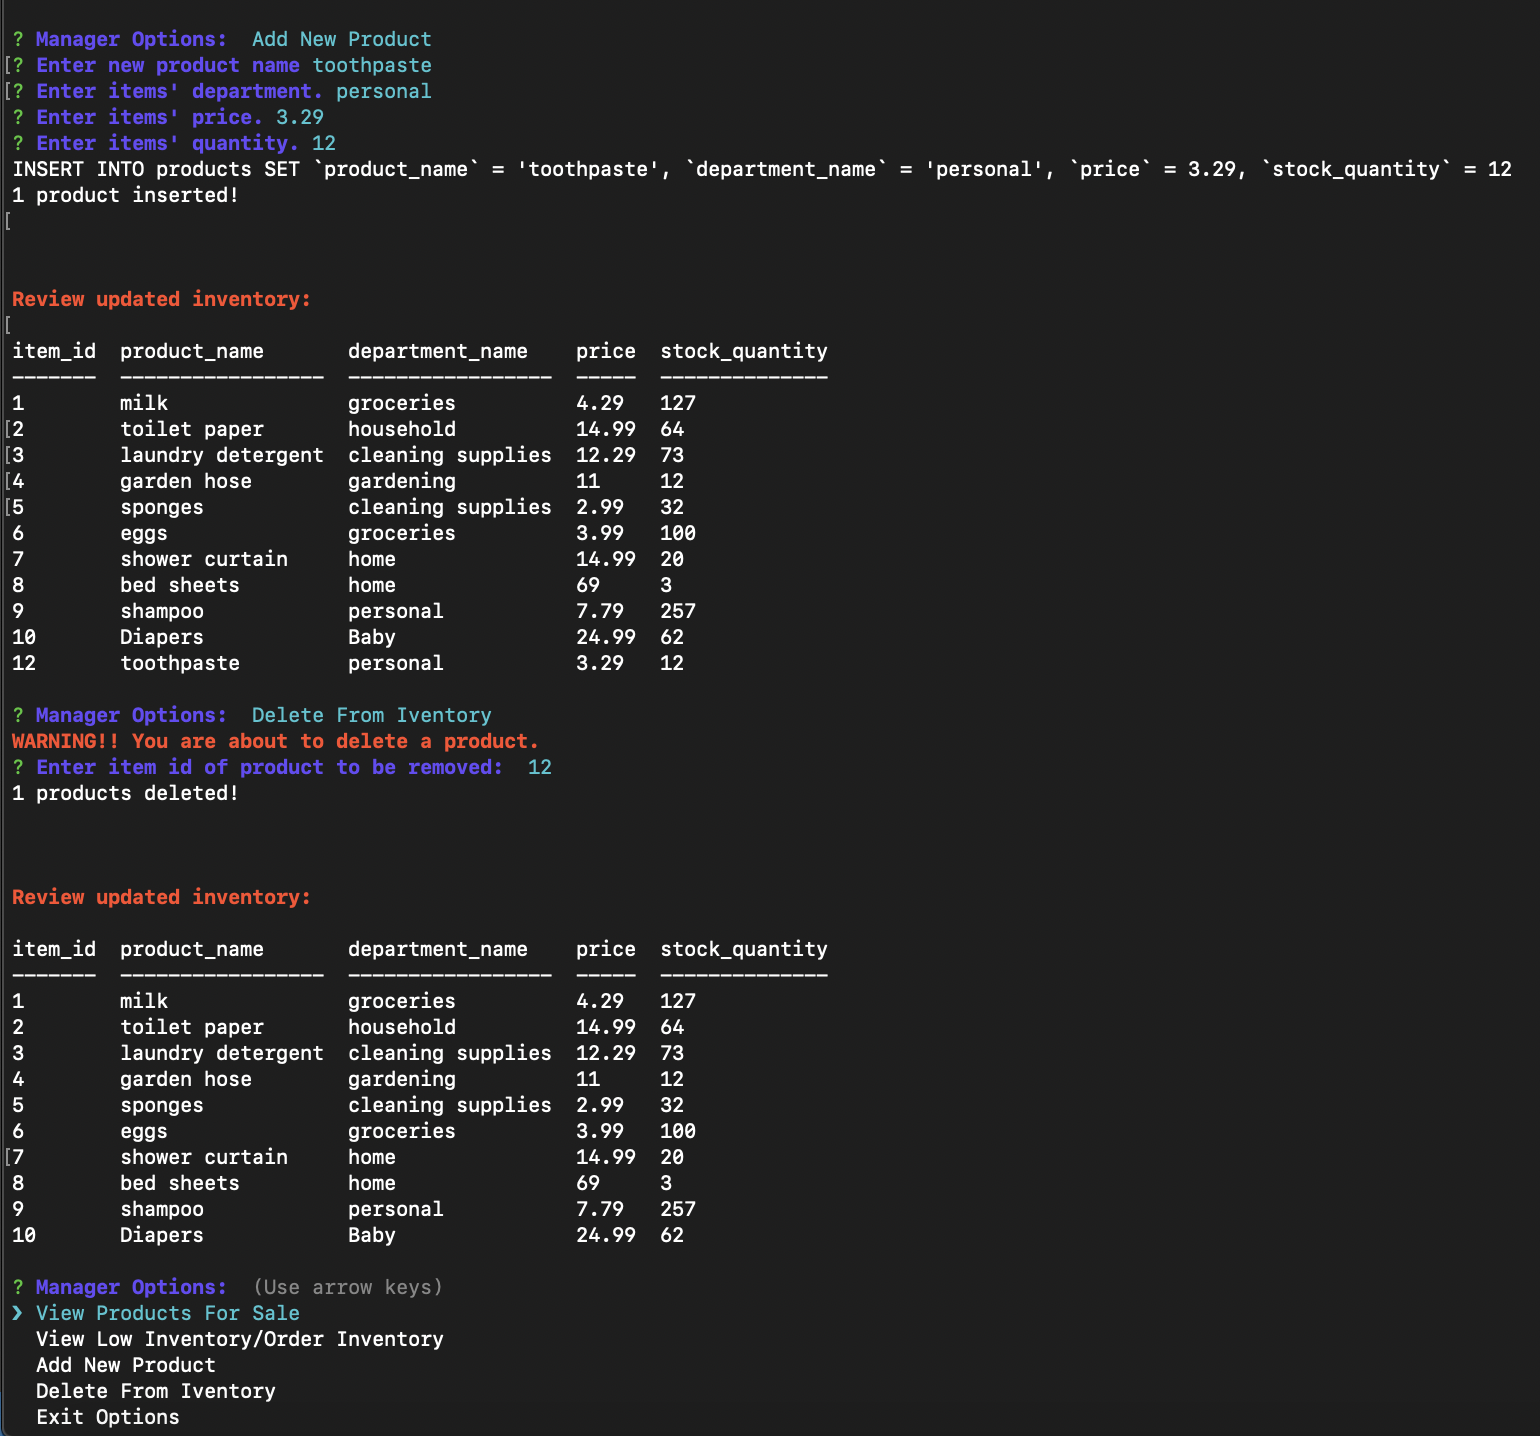 ? Manager Options:  Add New Product
[? Enter new product name toothpaste
[? Enter items' department. personal
? Enter items' price. 3.29
? Enter items' quantity. 12
INSERT INTO products SET `product_name` = 'toothpaste', `department_name` = 'personal', `price` = 3.29, `stock_quantity` = 12
1 product inserted!
[
Review updated inventory:
[
item_id  product_name       department_name    price  stock_quantity
-------  -----------------  -----------------  -----  --------------
1        milk               groceries          4.29   127
[2        toilet paper       household          14.99  64
[3        laundry detergent  cleaning supplies  12.29  73
[4        garden hose        gardening          11     12
[5        sponges            cleaning supplies  2.99   32
6        eggs               groceries          3.99   100
7        shower curtain     home               14.99  20
8        bed sheets         home               69     3
9        shampoo            personal           7.79   257
10       Diapers            Baby               24.99  62
12       toothpaste         personal           3.29   12
? Manager Options:  Delete From Iventory
WARNING!! You are about to delete a product.
? Enter item id of product to be removed:  12
1 products deleted!
Review updated inventory:
item_id  product_name       department_name    price  stock_quantity
-------  -----------------  -----------------  -----  --------------
1        milk               groceries          4.29   127
2        toilet paper       household          14.99  64
3        laundry detergent  cleaning supplies  12.29  73
4        garden hose        gardening          11     12
5        sponges            cleaning supplies  2.99   32
6        eggs               groceries          3.99   100
[7        shower curtain     home               14.99  20
8        bed sheets         home               69     3
9        shampoo            personal           7.79   257
10       Diapers            Baby               24.99  62
? Manager Options:  (Use arrow keys)
❯ View Products For Sale
View Low Inventory/Order Inventory
Add New Product
Delete From Iventory
Exit Options